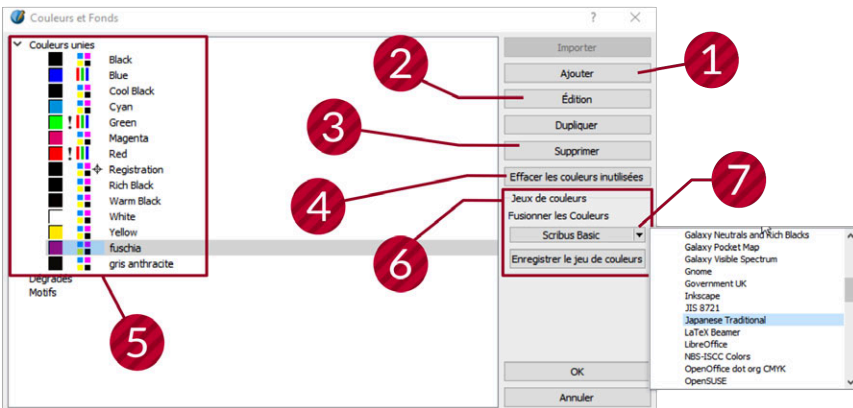 Couleurs et Fonds
Couleurs unies
Black
Blue
Cool Black
Cyan
Green
Magenta
Red
Registration
Rich Black
Warm Black
White
Yellow
fuschia
gris anthracite
Dégradés
Motifs
Importer
Ajouter
Édition
Dupliquer
Supprimer
Effacer les couleurs inutilisées
Jeux de couleurs
Fusionner les Couleurs
Scribus Basic
Enregistrer le jeu de couleurs
OK
Annuler
Galaxy Neutrals and Rich Blacks
Galaxy Pocket Map
Galaxy Visible Spectrum
Gnome
Government UK
Inkscape
JIS 8721
Japanese Traditional
LaTeX Beamer
LibreOffice
NBS-ISCC Colors
OpenOffice dot org CMYK
OpenSUSE
1
2
3
4
5
6
7